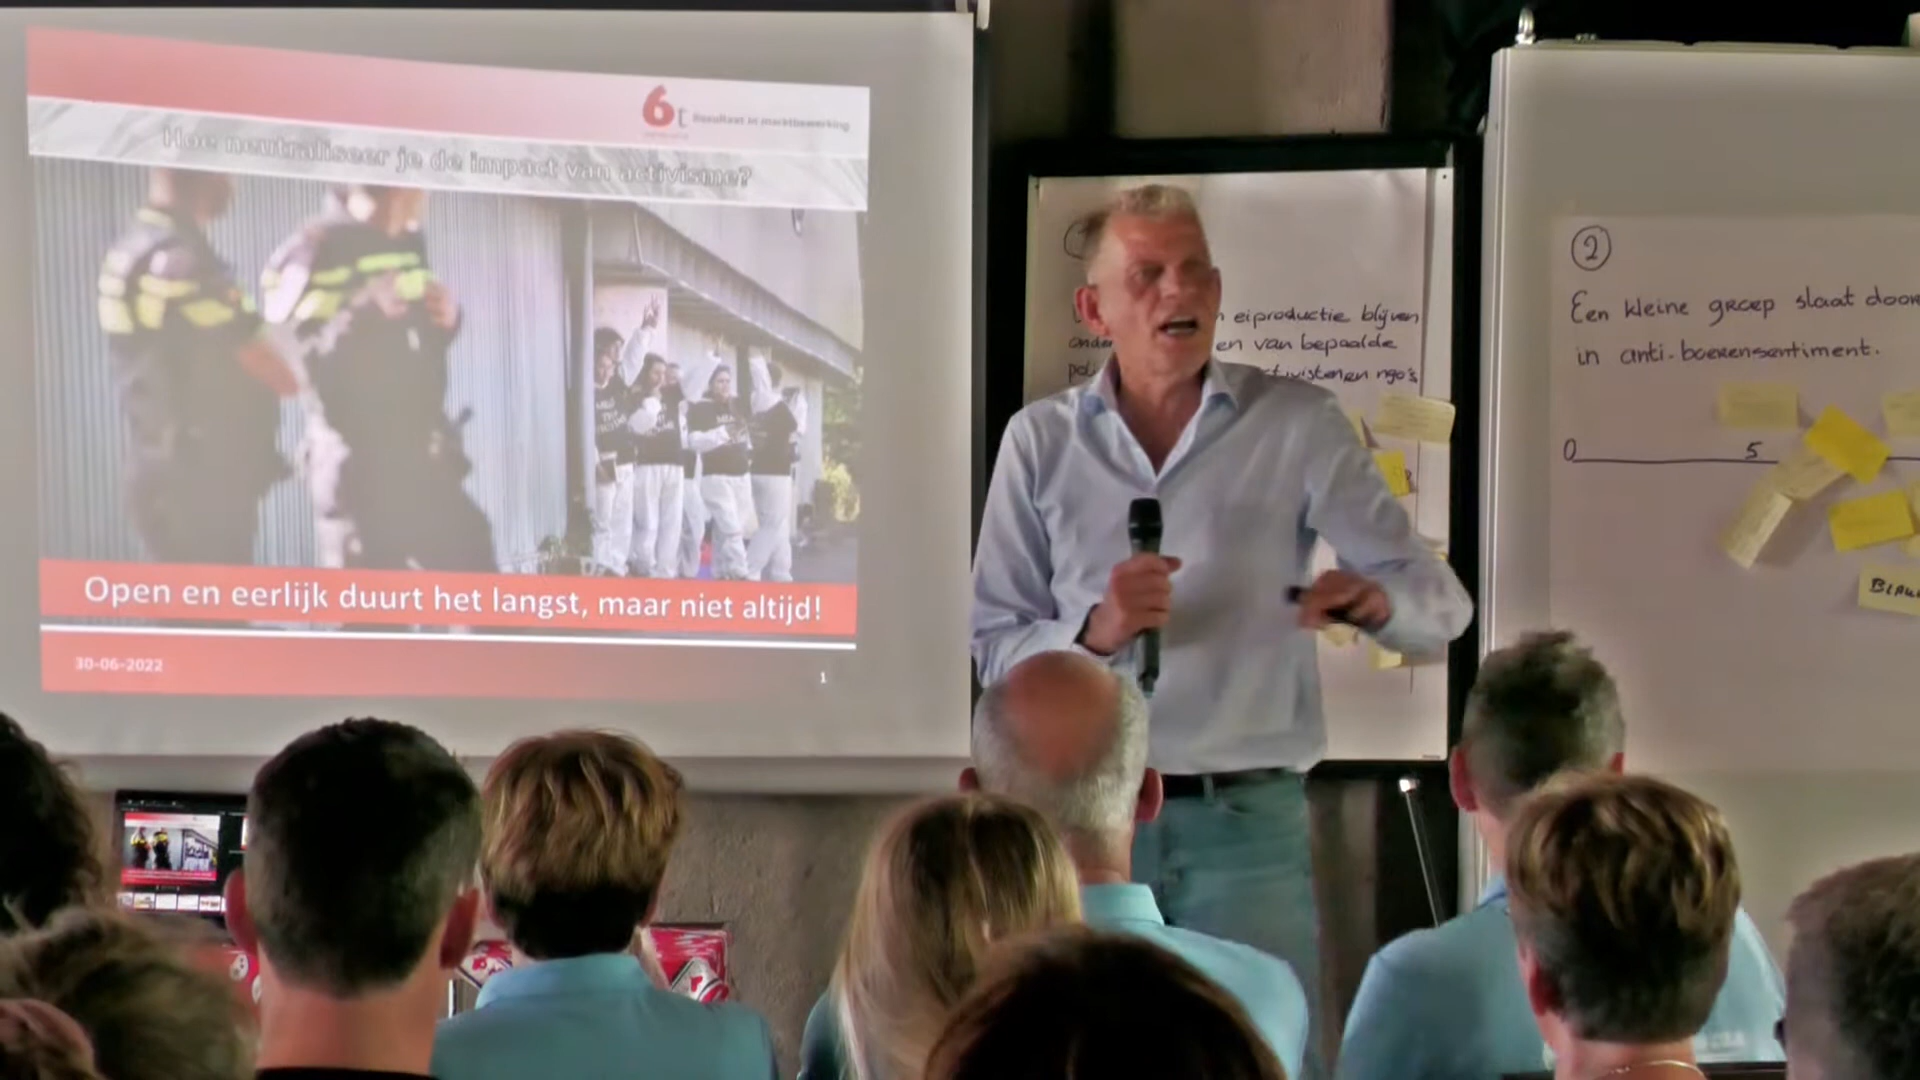 6t Resultaat in marktbewerking
Hoe neutraliseer je de impact van activisme?
Open en eerlijk duurt het langst, maar niet altijd!
30-06-2022
1
eiproductie blijven
en van bepaalde
en ngo's
2
Een kleine groep slaat door
in anti-boerensentiment.
0
5